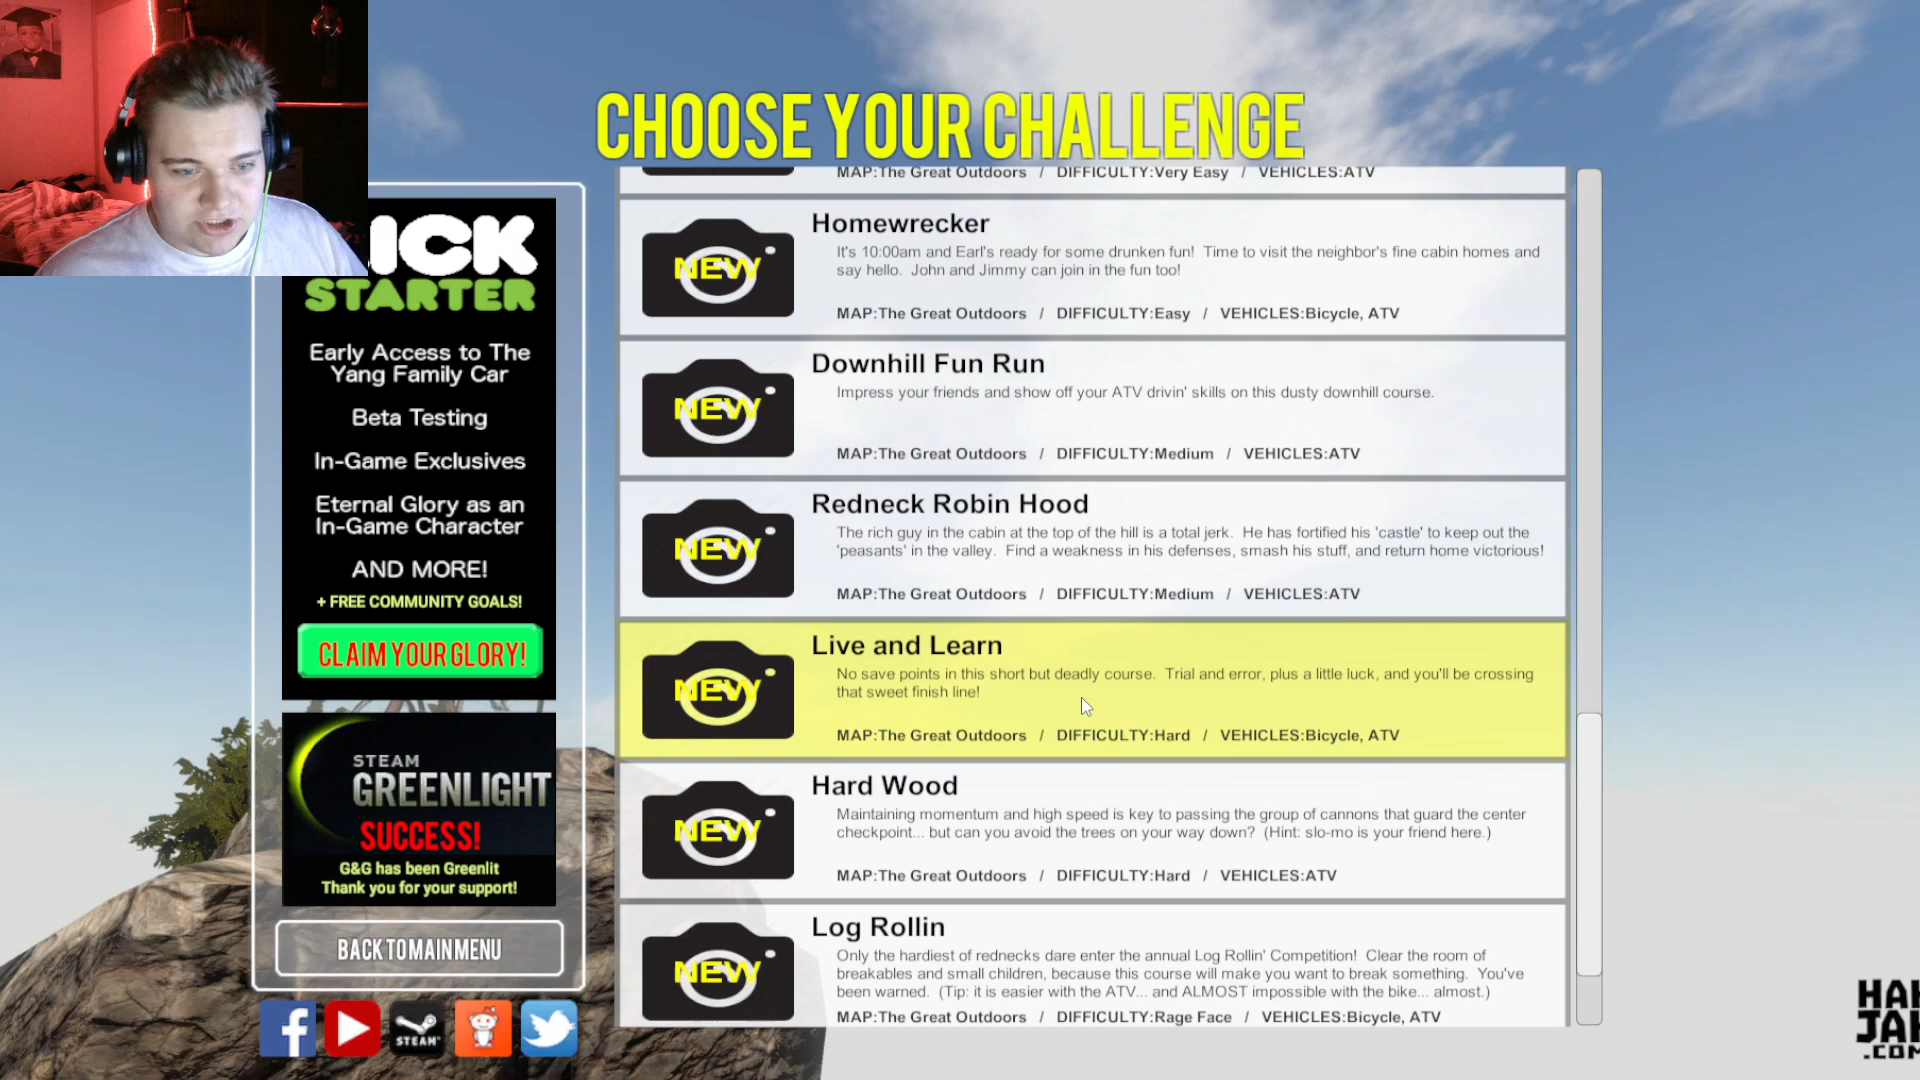 CHOOSE YOUR CHALLENGE
MAP:The Great Outdoors / DIFFICULTY:Very Easy / VEHICLES:ATV
NEW
Homewrecker
It's 10:00am and Earl's ready for some drunken fun! Time to visit the neighbor's fine cabin homes and
say hello. John and Jimmy can join in the fun too!
MAP:The Great Outdoors / DIFFICULTY:Easy / VEHICLES:Bicycle, ATV
NEW
Downhill Fun Run
Impress your friends and show off your ATV drivin' skills on this dusty downhill course.
MAP:The Great Outdoors / DIFFICULTY:Medium / VEHICLES:ATV
NEW
Redneck Robin Hood
The rich guy in the cabin at the top of the hill is a total jerk. He has fortified his 'castle' to keep out the
'peasants' in the valley. Find a weakness in his defenses, smash his stuff, and return home victorious!
MAP:The Great Outdoors / DIFFICULTY:Medium / VEHICLES:ATV
NEW
Live and Learn
No save points in this short but deadly course. Trial and error, plus a little luck, and you'll be crossing
that sweet finish line!
MAP:The Great Outdoors / DIFFICULTY:Hard / VEHICLES:Bicycle, ATV
NEW
Hard Wood
Maintaining momentum and high speed is key to passing the group of cannons that guard the center
checkpoint... but can you avoid the trees on your way down? (Hint: slo-mo is your friend here.)
MAP:The Great Outdoors / DIFFICULTY:Hard / VEHICLES:ATV
NEW
Log Rollin
Only the hardiest of rednecks dare enter the annual Log Rollin' Competition! Clear the room of
breakables and small children, because this course will make you want to break something. You've
been warned. (Tip: it is easier with the ATV... and ALMOST impossible with the bike... almost.)
MAP:The Great Outdoors / DIFFICULTY:Rage Face / VEHICLES:Bicycle, ATV
ICK
STARTER
Early Access to The
Yang Family Car
Beta Testing
In-Game Exclusives
Eternal Glory as an
In-Game Character
AND MORE!
+ FREE COMMUNITY GOALS!
CLAIM YOUR GLORY!
STEAM
GREENLIGHT
SUCCESS!
G&G has been Greenlit
Thank you for your support!
BACK TO MAIN MENU
STEAM